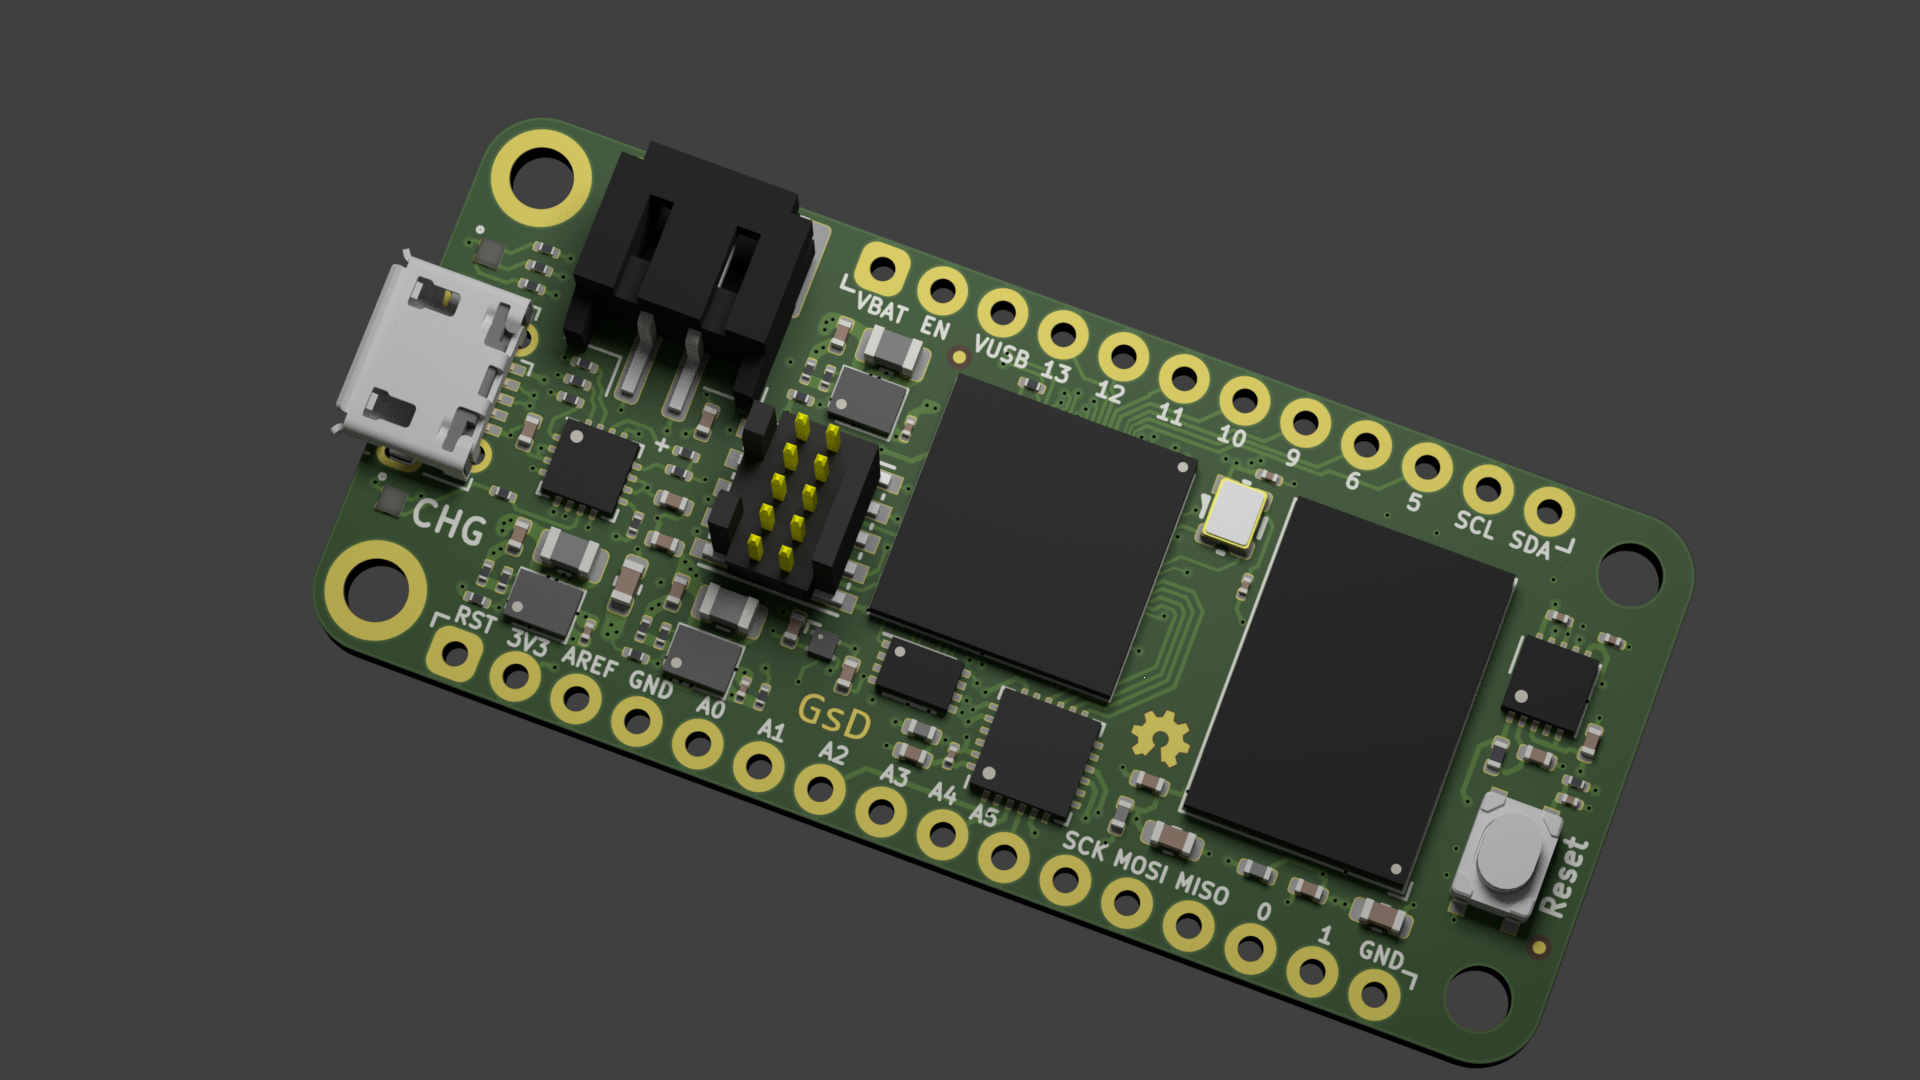 VBAT EN VUSB 13 12 11 10 9 6 5 SCL SDA
+
CHG
RST 3V3 AREF GND A0 A1 A2 A3 A4 A5 SCK MOSI MISO 0 1 GND
GsD
Reset